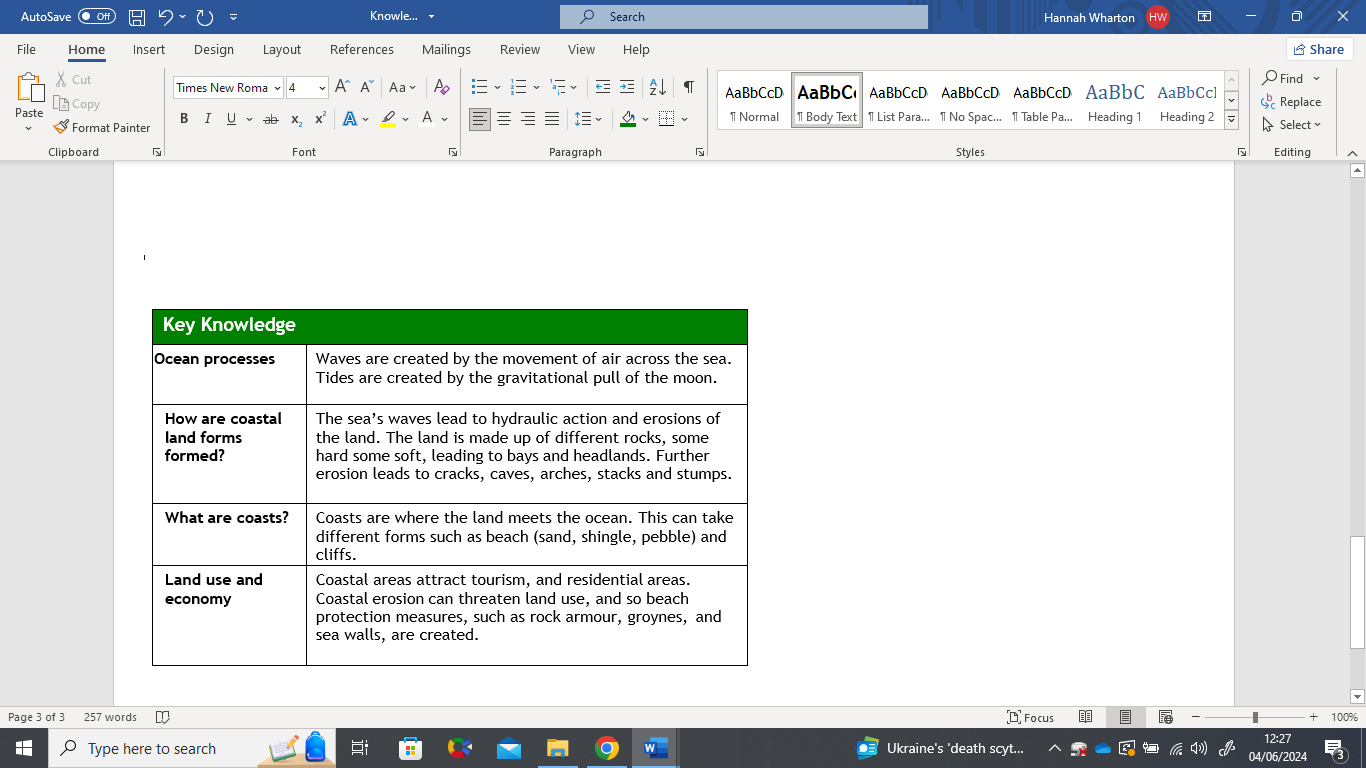 AutoSave Off Knowle... Search Hannah Wharton HW
File Home Insert Design Layout References Mailings Review View Help Share
Paste
Cut
Copy
Format Painter
Times New Roma 4
AaBbCcD AaBbC AaBbCcD AaBbCcD AaBbCcD AaBbC AaBbCcI
¶ Normal ¶ Body Text ¶ List Para... ¶ No Spac... ¶ Table Pa... Heading 1 Heading 2
Find
Replace
Select
Clipboard Font Paragraph Styles Editing
Key Knowledge
Ocean processes
Waves are created by the movement of air across the sea.
Tides are created by the gravitational pull of the moon.
How are coastal
land forms
formed?
The sea’s waves lead to hydraulic action and erosions of
the land. The land is made up of different rocks, some
hard some soft, leading to bays and headlands. Further
erosion leads to cracks, caves, arches, stacks and stumps.
What are coasts?
Coasts are where the land meets the ocean. This can take
different forms such as beach (sand, shingle, pebble) and
cliffs.
Land use and
economy
Coastal areas attract tourism, and residential areas.
Coastal erosion can threaten land use, and so beach
protection measures, such as rock armour, groynes, and
sea walls, are created.
Page 3 of 3 257 words Focus 100%
Type here to search Ukraine's 'death scyt... 12:27
04/06/2024 3